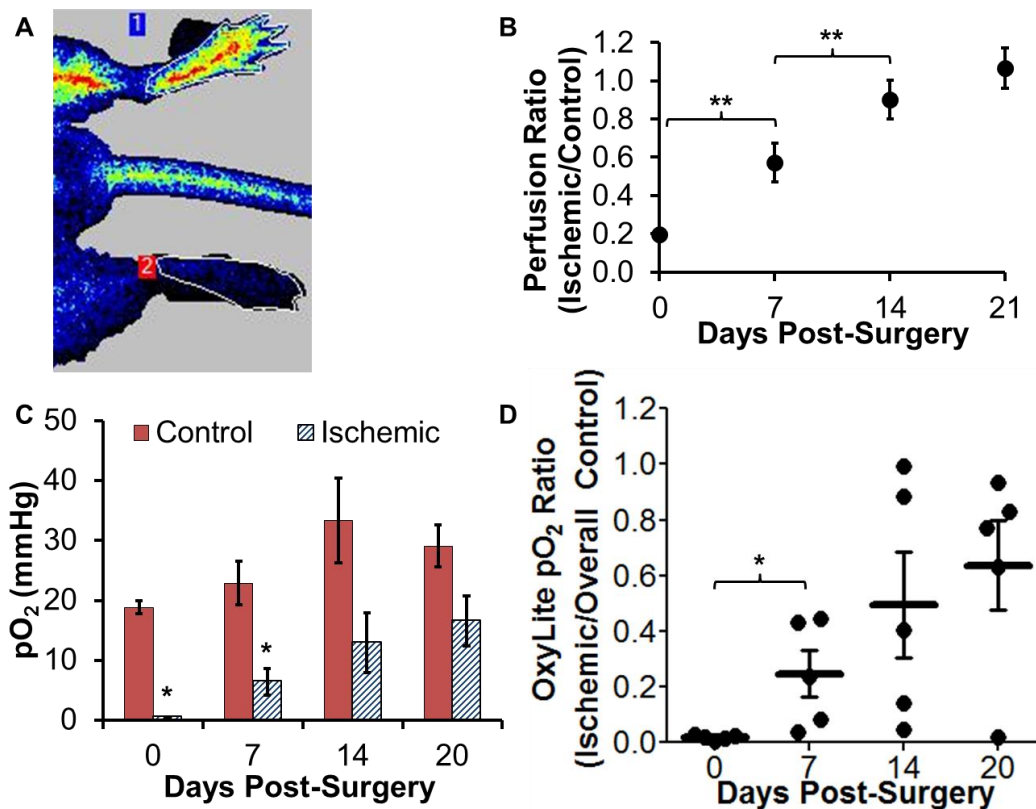 A
1
2
B
Perfusion Ratio
(Ischemic/Control)
1.2
1.0
0.8
0.6
0.4
0.2
0.0
**
**
0 7 14 21
Days Post-Surgery
C
Control Ischemic
pO₂ (mmHg)
50
40
30
20
10
0
*
*
0 7 14 20
Days Post-Surgery
D
OxyLite pO₂ Ratio
(Ischemic/Overall Control)
1.2
1.0
0.8
0.6
0.4
0.2
0.0
*
0 7 14 20
Days Post-Surgery